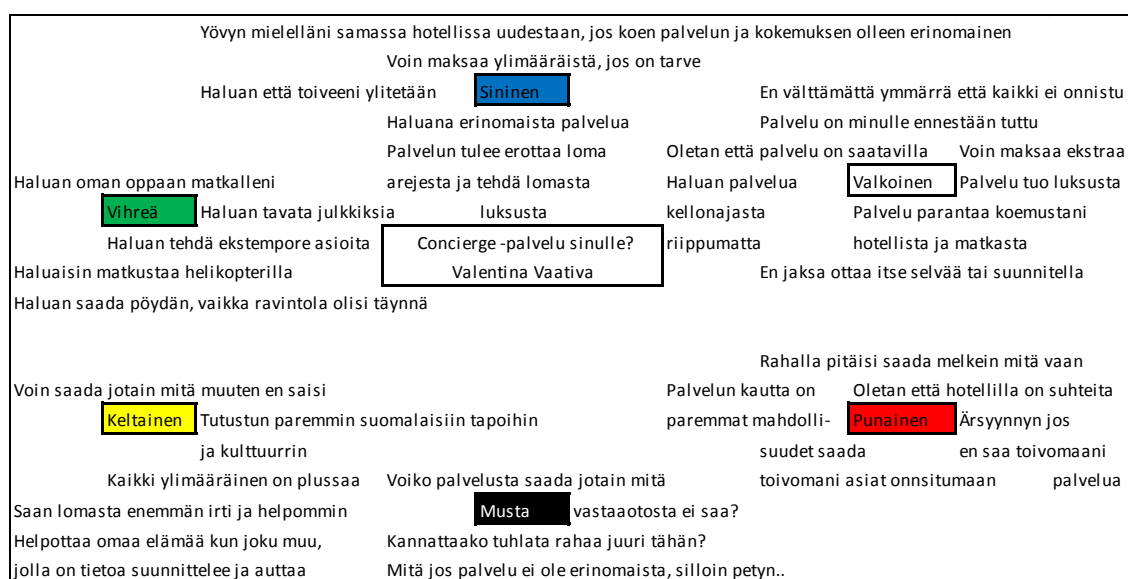 Yövyn mielelläni samassa hotellissa uudestaan, jos koen palvelun ja kokemuksen olleen erinomainen
Voin maksaa ylimääräistä, jos on tarve
Haluan että toiveeni ylitetään
Sininen
En välttämättä ymmärrä että kaikki ei onnistu
Haluana erinomaista palvelua
Palvelu on minulle ennestään tuttu
Palvelun tulee erottaa loma
Oletan että palvelu on saatavilla
Voin maksaa ekstraa
Haluan oman oppaan matkalleni
arejesta ja tehdä lomasta
Haluan palvelua
Valkoinen
Palvelu tuo luksusta
Vihreä
Haluan tavata julkkiksia
luksusta
kellonajasta
Palvelu parantaa koemustani
Haluan tehdä ekstempore asioita
Concierge -palvelu sinulle?
riippumatta
hotellista ja matkasta
Haluaisin matkustaa helikopterilla
Valentina Vaativa
En jaksa ottaa itse selvää tai suunnitella
Haluan saada pöydän, vaikka ravintola olisi täynnä
Rahalla pitäisi saada melkein mitä vaan
Voin saada jotain mitä muuten en saisi
Palvelun kautta on
Oletan että hotellilla on suhteita
Keltainen
Tutustun paremmin suomalaisiin tapoihin
paremmat mahdolli-
Punainen
Ärsyynnyn jos
ja kulttuurrin
suudet saada
en saa toivomaani
Kaikki ylimääräinen on plussaa
Voiko palvelusta saada jotain mitä
toivomani asiat onnsitumaan
palvelua
Saan lomasta enemmän irti ja helpommin
Musta
vastaaotosta ei saa?
Helpottaa omaa elämää kun joku muu,
Kannattaako tuhlata rahaa juuri tähän?
jolla on tietoa suunnittelee ja auttaa
Mitä jos palvelu ei ole erinomaista, silloin petyn..